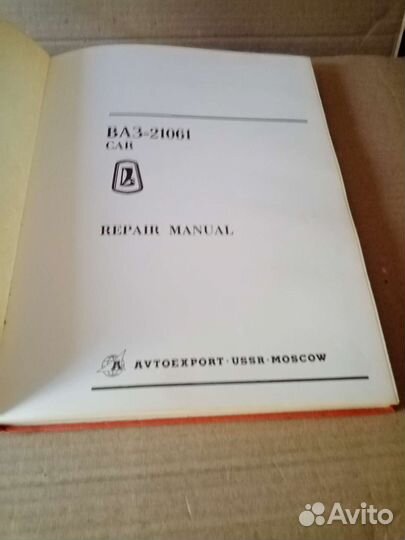 ВАЗ-21061
CAR
REPAIR MANUAL
AVTOEXPORT·USSR·MOSCOW
Avito